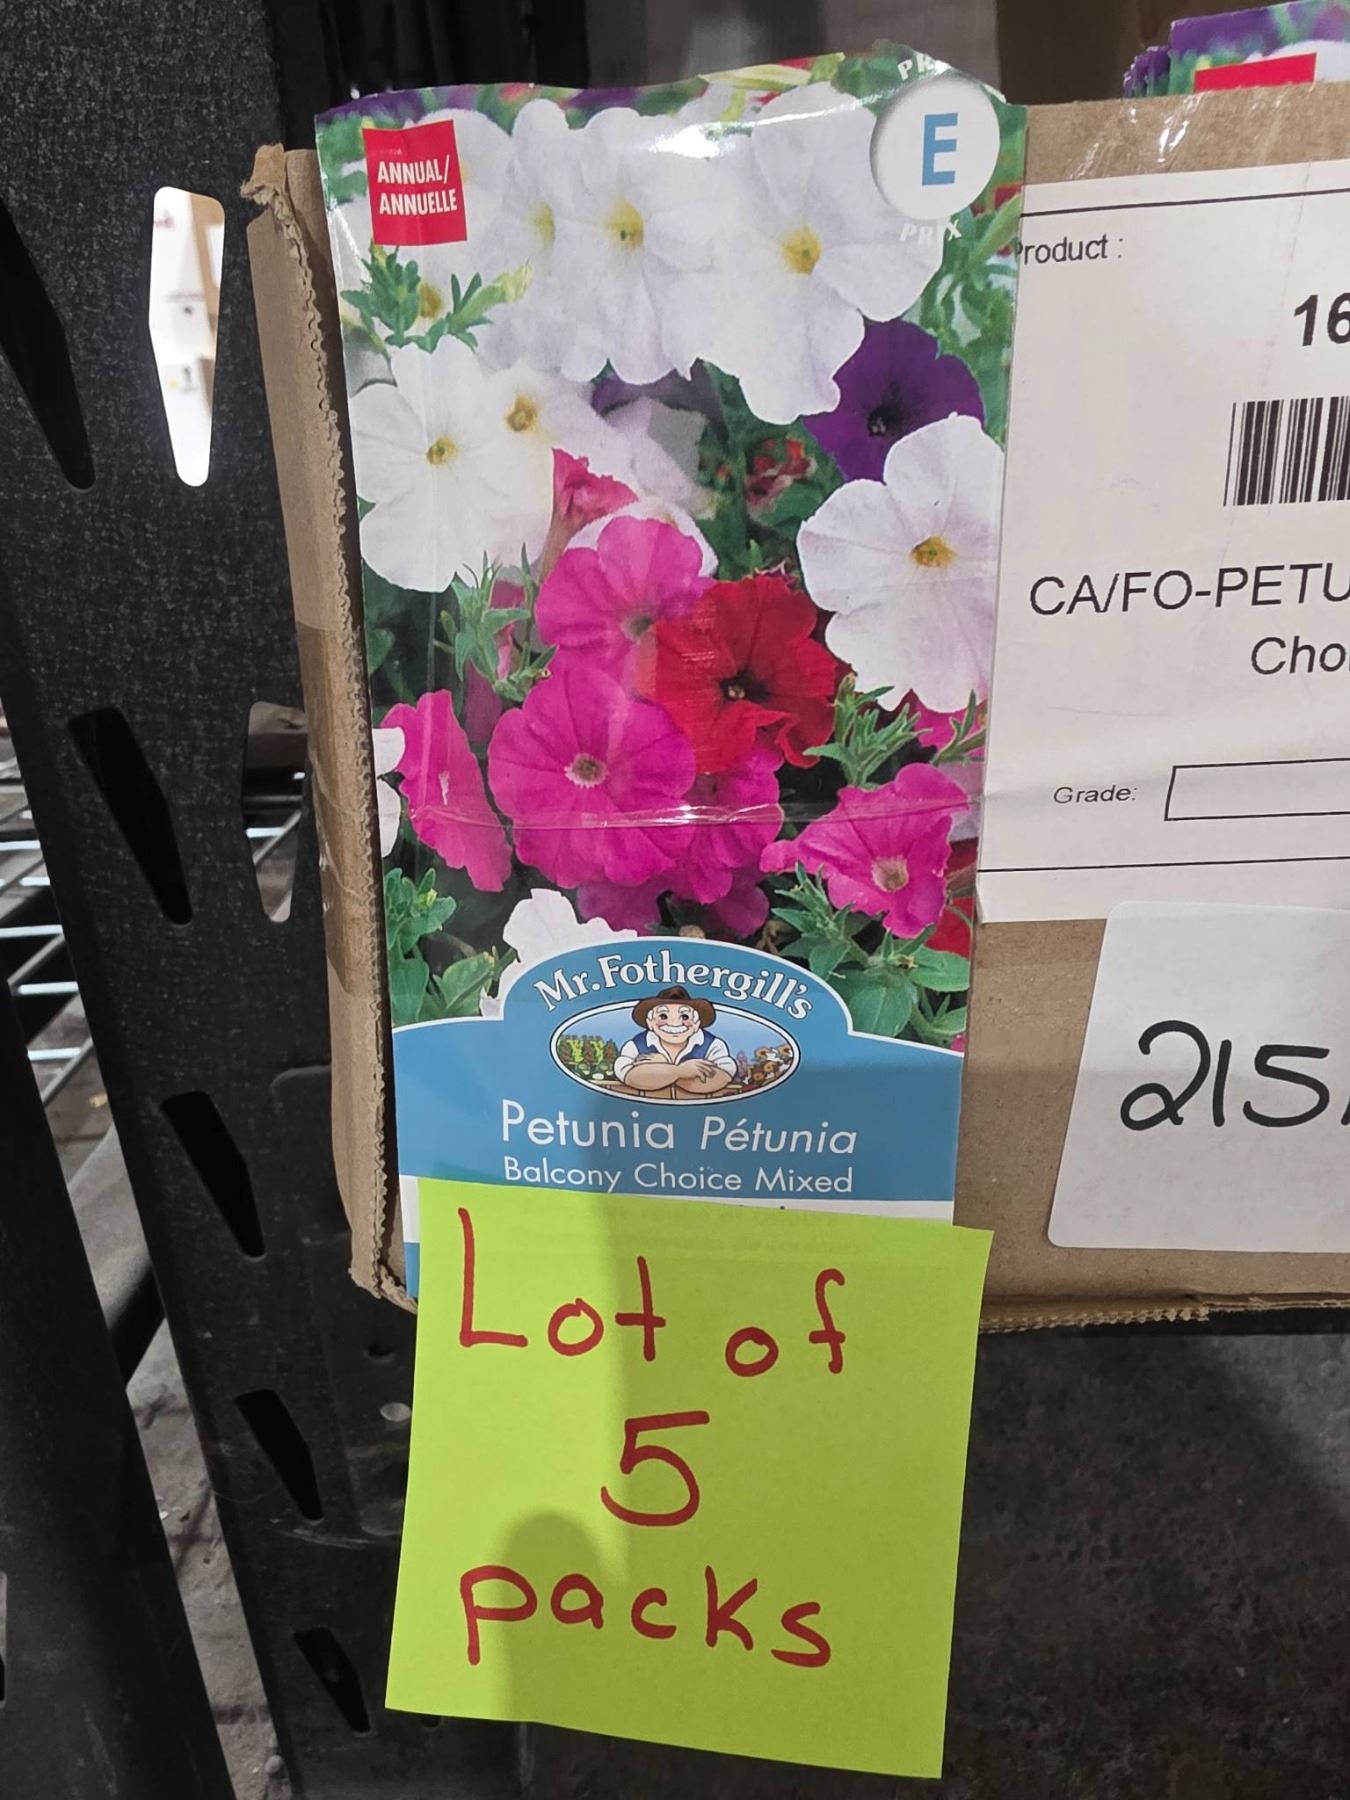 ANNUAL/
ANNUELLE
E
PRIX
Mr. Fothergill's
Petunia Pétunia
Balcony Choice Mixed
Lot of
5
packs
Product :
16
CA/FO-PETU
Cho
Grade:
215